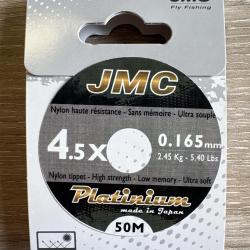 JMC
Fly Fishing
JMC
Nylon haute résistance - Sans mémoire - Ultra souple
4.5X
0.165mm
2.45 Kg - 5.40 Lbs
Nylon tippet - High strength - Low memory - Ultra soft
Platinium
made in Japan
50M